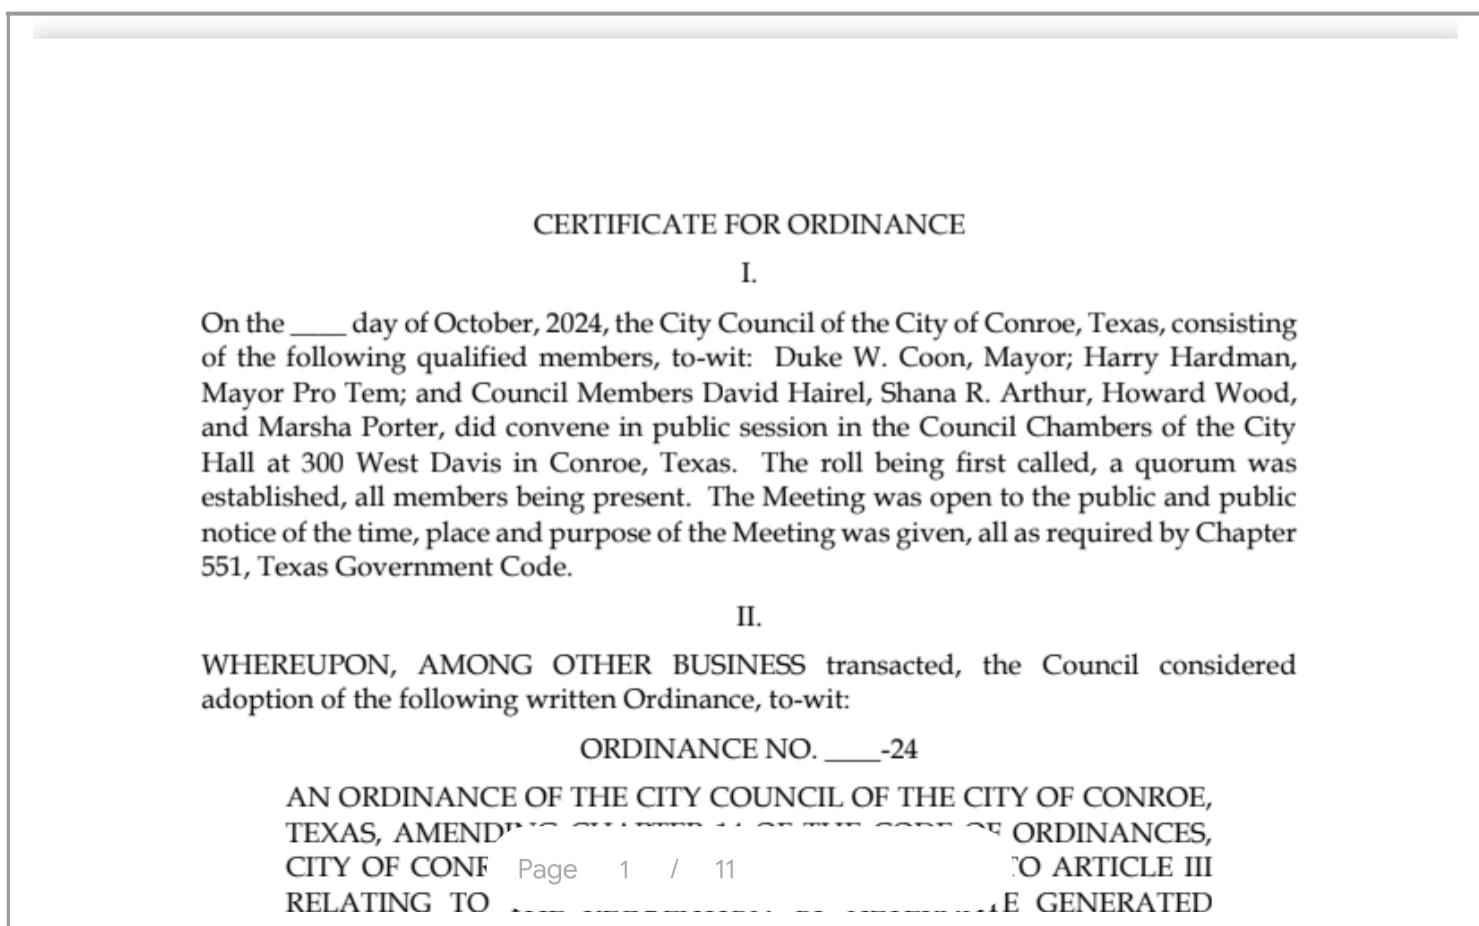 CERTIFICATE FOR ORDINANCE
I.
On the ____ day of October, 2024, the City Council of the City of Conroe, Texas, consisting
of the following qualified members, to-wit: Duke W. Coon, Mayor; Harry Hardman,
Mayor Pro Tem; and Council Members David Hairel, Shana R. Arthur, Howard Wood,
and Marsha Porter, did convene in public session in the Council Chambers of the City
Hall at 300 West Davis in Conroe, Texas. The roll being first called, a quorum was
established, all members being present. The Meeting was open to the public and public
notice of the time, place and purpose of the Meeting was given, all as required by Chapter
551, Texas Government Code.
II.
WHEREUPON, AMONG OTHER BUSINESS transacted, the Council considered
adoption of the following written Ordinance, to-wit:
ORDINANCE NO. ____-24
AN ORDINANCE OF THE CITY COUNCIL OF THE CITY OF CONROE,
TEXAS, AMENDING CHAPTER 14 OF THE CODE OF ORDINANCES,
CITY OF ARTICLE III
RELATING TO GENERATED
Page 1 / 11